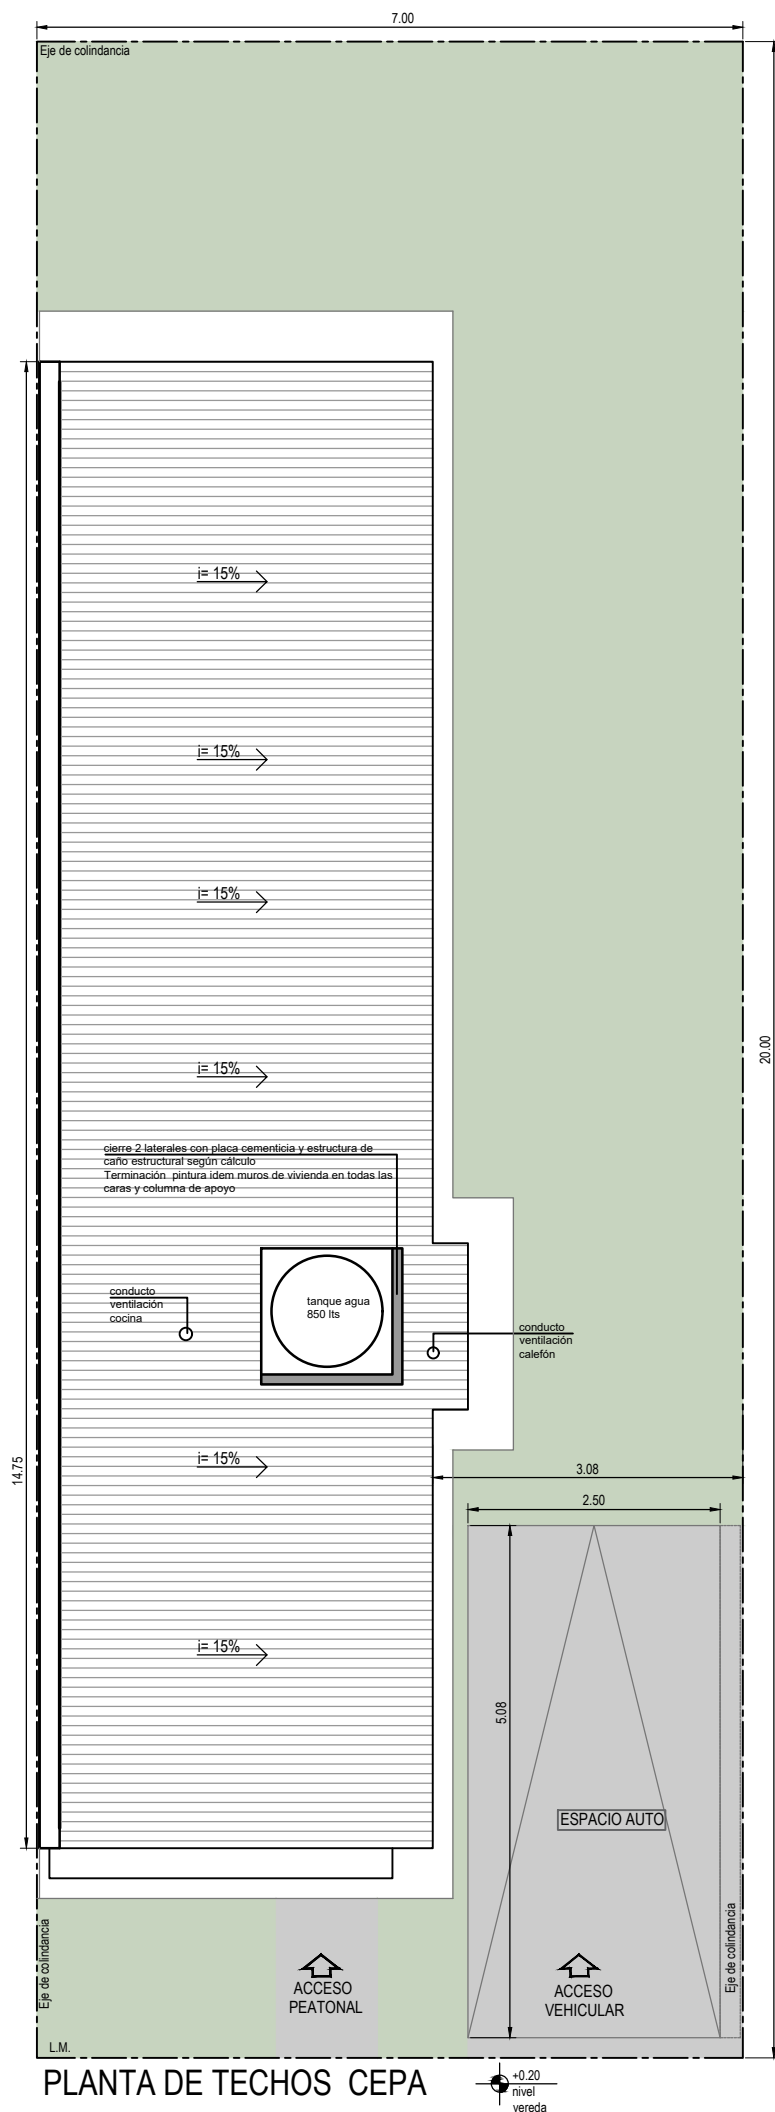 7.00
Eje de colindancia
i= 15%
i= 15%
i= 15%
20.00
i= 15%
cierre 2 laterales con placa cementicia y estructura de
caño estructural según cálculo
Terminación pintura idem muros de vivienda en todas las
caras y columna de apoyo
conducto
ventilación
cocina
tanque agua
850 lts
conducto
ventilación
calefón
14.75
i= 15%
3.08
2.50
i= 15%
5.08
ESPACIO AUTO
Eje de colindancia
Eje de colindancia
ACCESO
PEATONAL
ACCESO
VEHICULAR
L.M.
PLANTA DE TECHOS CEPA
+0.20
nivel
vereda